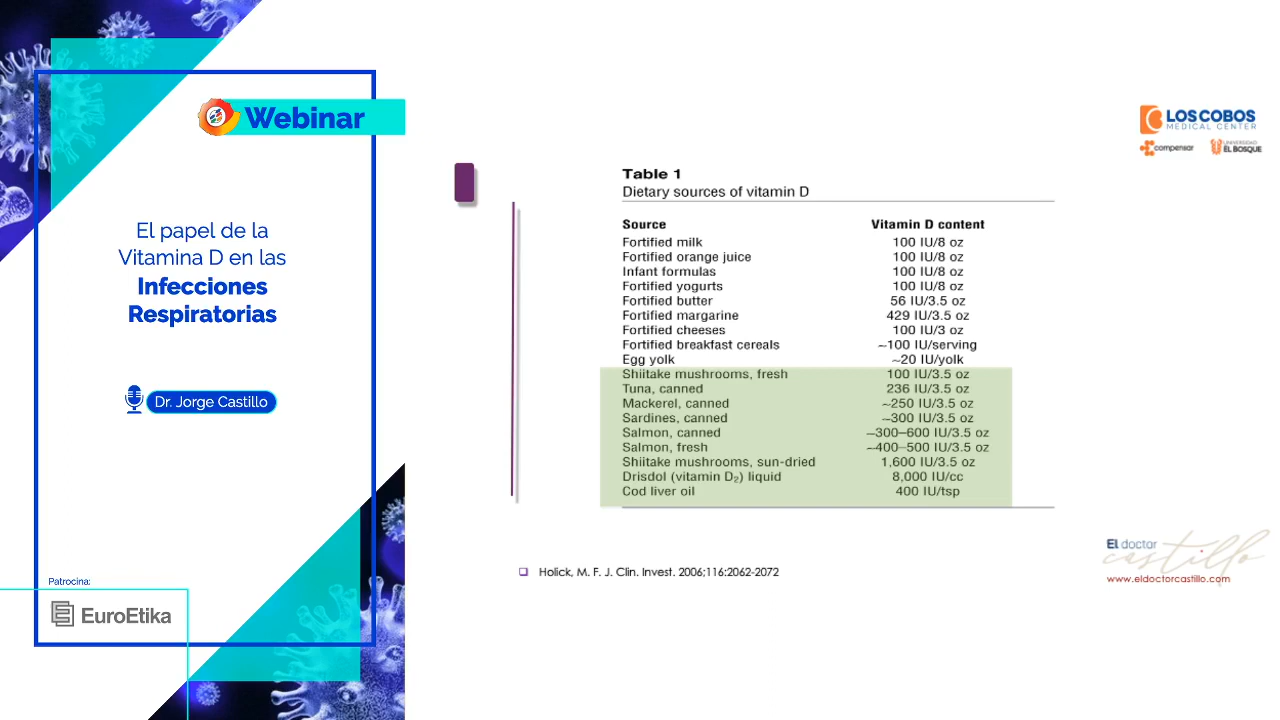 Webinar
El papel de la
Vitamina D en las
Infecciones
Respiratorias
Dr. Jorge Castillo
Patrocina:
EuroEtika
LOS COBOS
MEDICAL CENTER
compensar
UNIVERSIDAD
EL BOSQUE
Table 1
Dietary sources of vitamin D
Source Vitamin D content
Fortified milk 100 IU/8 oz
Fortified orange juice 100 IU/8 oz
Infant formulas 100 IU/8 oz
Fortified yogurts 100 IU/8 oz
Fortified butter 56 IU/3.5 oz
Fortified margarine 429 IU/3.5 oz
Fortified cheeses 100 IU/3 oz
Fortified breakfast cereals ~100 IU/serving
Egg yolk ~20 IU/yolk
Shiitake mushrooms, fresh 100 IU/3.5 oz
Tuna, canned 236 IU/3.5 oz
Mackerel, canned ~250 IU/3.5 oz
Sardines, canned ~300 IU/3.5 oz
Salmon, canned ~300–600 IU/3.5 oz
Salmon, fresh ~400–500 IU/3.5 oz
Shiitake mushrooms, sun-dried 1,600 IU/3.5 oz
Drisdol (vitamin D₂) liquid 8,000 IU/cc
Cod liver oil 400 IU/tsp
Holick, M. F. J. Clin. Invest. 2006;116:2062-2072
El doctor
castillo
www.eldoctorcastillo.com